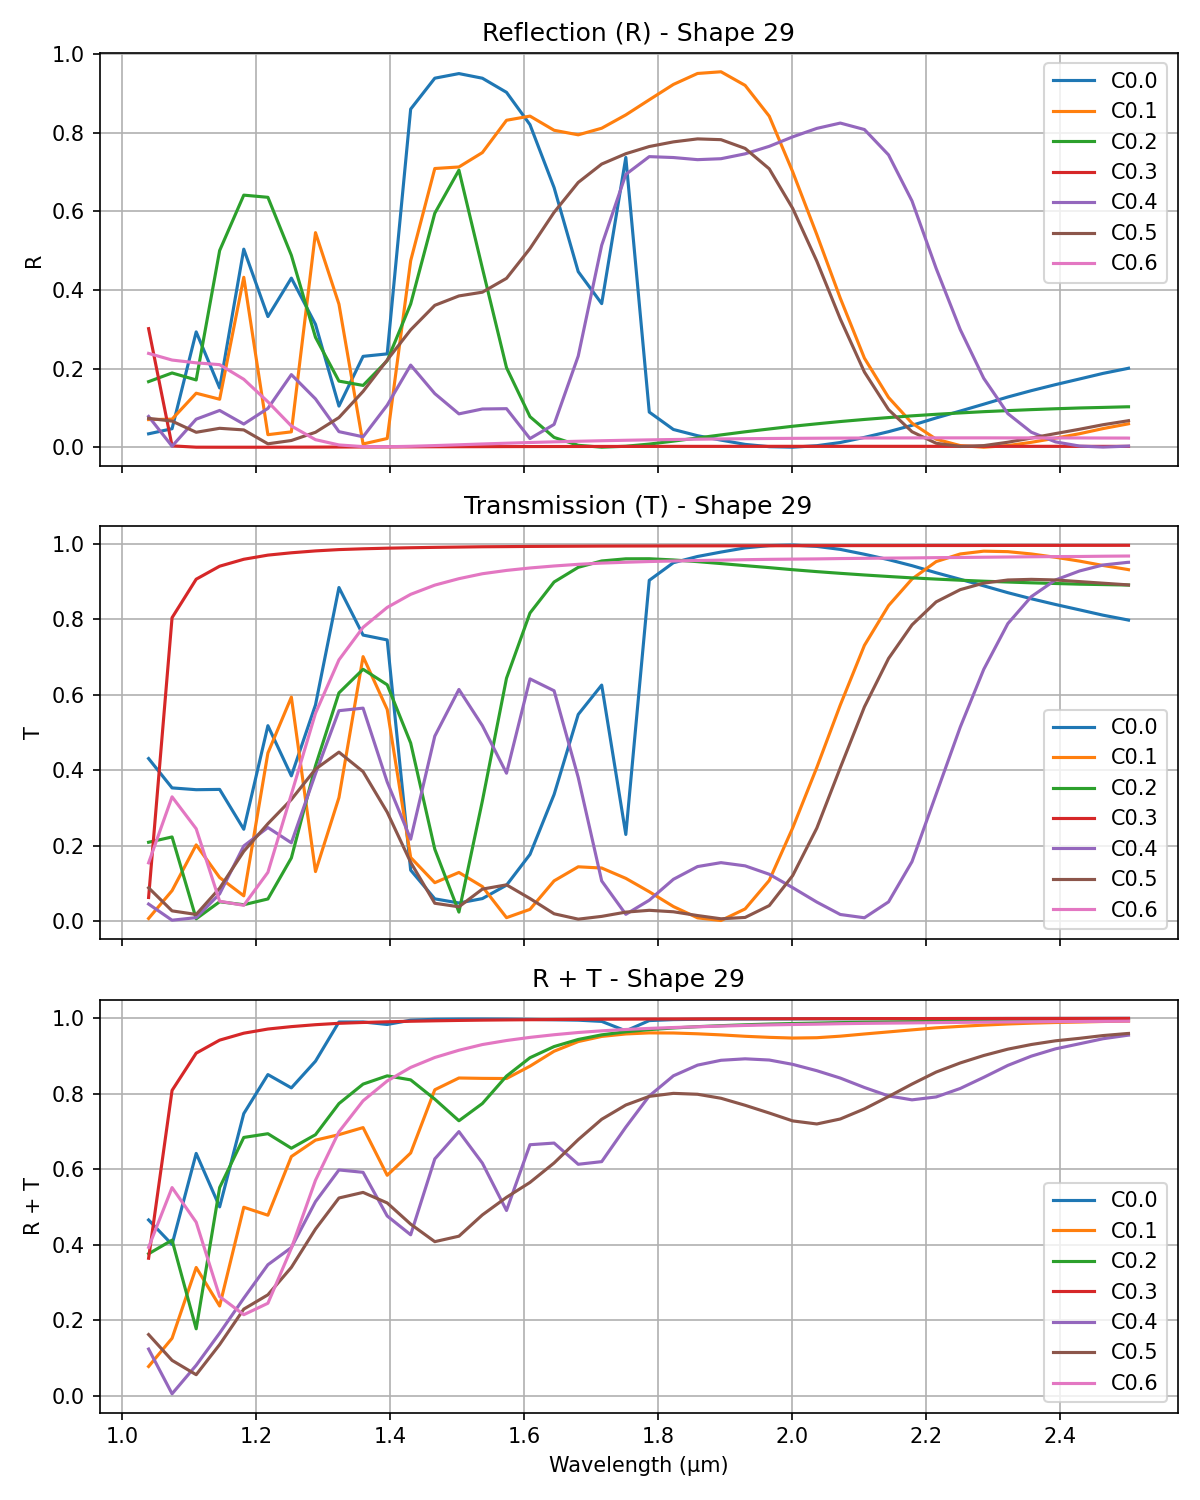 Reflection (R) - Shape 29
1.0
0.8
0.6
0.4
0.2
0.0
R
C0.0
C0.1
C0.2
C0.3
C0.4
C0.5
C0.6
Transmission (T) - Shape 29
1.0
0.8
0.6
0.4
0.2
0.0
T
C0.0
C0.1
C0.2
C0.3
C0.4
C0.5
C0.6
R + T - Shape 29
1.0
0.8
0.6
0.4
0.2
0.0
R + T
C0.0
C0.1
C0.2
C0.3
C0.4
C0.5
C0.6
1.0 1.2 1.4 1.6 1.8 2.0 2.2 2.4
Wavelength (μm)